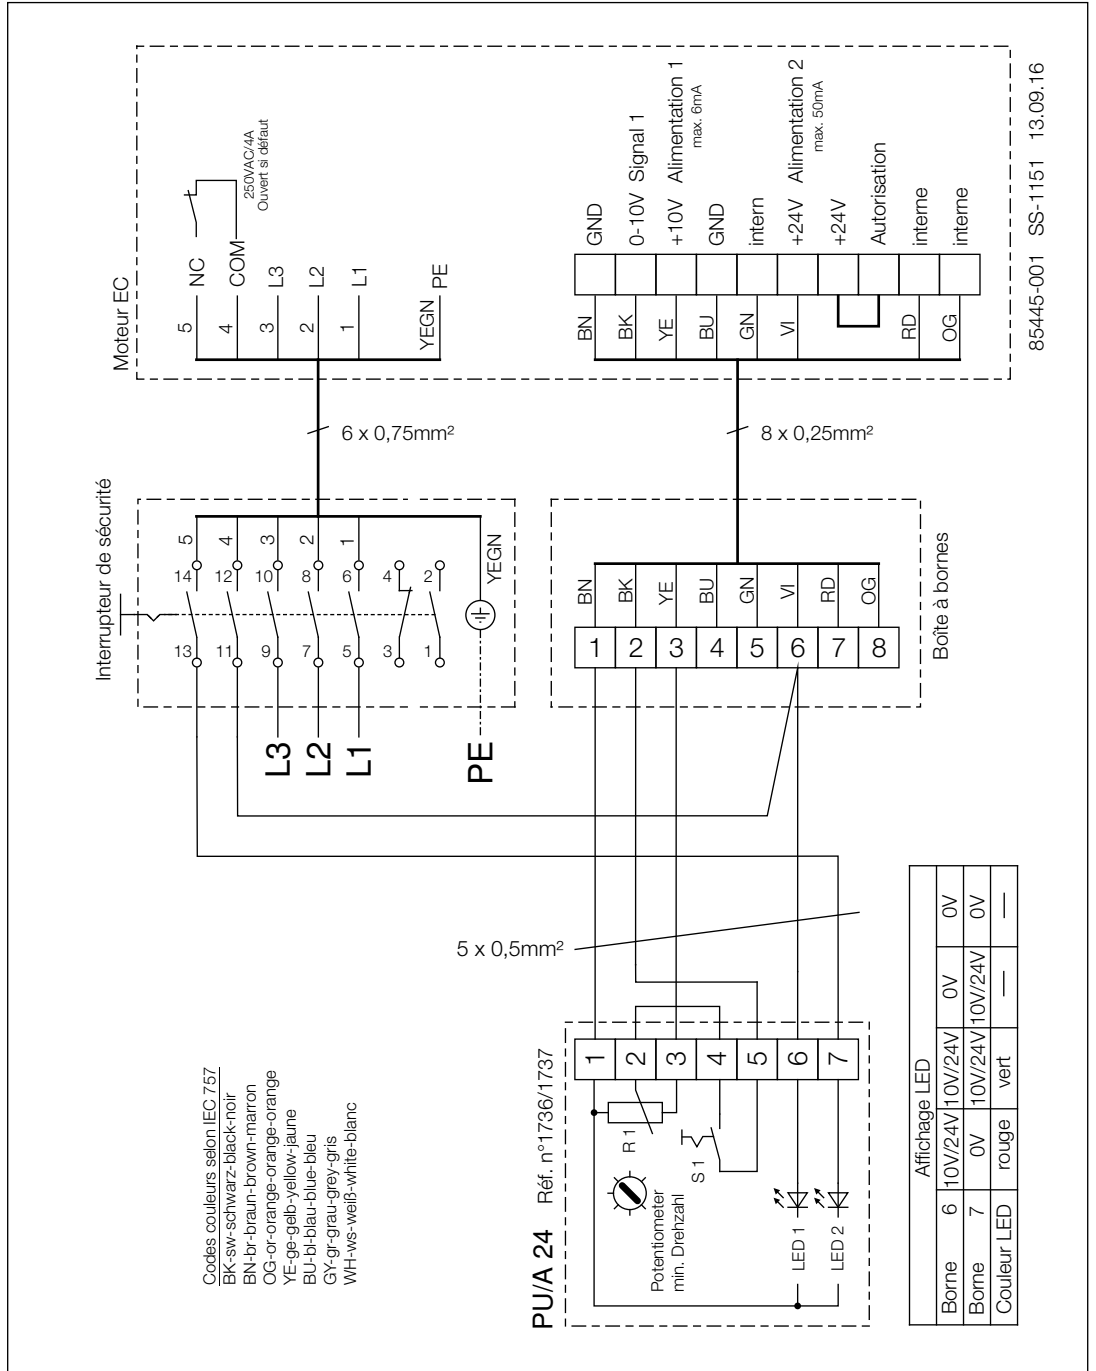 Moteur EC
250VAC/4A
Ouvert si défaut
NC
COM
L3
L2
L1
PE
5
4
3
2
1
YEGN
GND
0-10V Signal 1
+10V Alimentation 1
max. 6mA
GND
intern
+24V Alimentation 2
max. 50mA
+24V
Autorisation
interne
interne
BN
BK
YE
BU
GN
VI
RD
OG
85445-001 SS-1151 13.09.16
6 x 0,75mm²
8 x 0,25mm²
Interrupteur de sécurité
5
4
3
2
1
YEGN
14
12
10
8
6
4
2
13
11
9
7
5
3
1
L3
L2
L1
PE
BN
BK
YE
BU
GN
VI
RD
OG
1
2
3
4
5
6
7
8
Boîte à bornes
5 x 0,5mm²
Codes couleurs selon IEC 757
BK-sw-schwarz-black-noir
BN-br-braun-brown-marron
OG-or-orange-orange-orange
YE-ge-gelb-yellow-jaune
BU-bl-blau-blue-bleu
GY-gr-grau-grey-gris
WH-ws-weiß-white-blanc
PU/A 24 Réf. n°1736/1737
1
2
3
4
5
6
7
R1
Potentiometer
min. Drehzahl
S1
LED 1
LED 2
Affichage LED
Borne 6 10V/24V 10V/24V 0V 0V
Borne 7 0V 10V/24V 10V/24V 0V
Couleur LED rouge vert — —